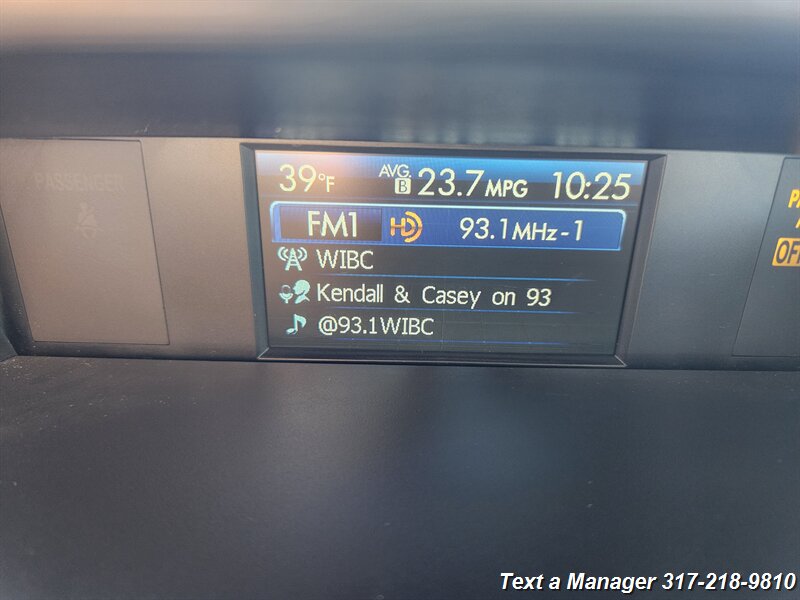 PASSENGER
39°F AVG. B 23.7 MPG 10:25
FM1 HD 93.1 MHz-1
WIBC
Kendall & Casey on 93
@93.1WIBC
OFF
Text a Manager 317-218-9810